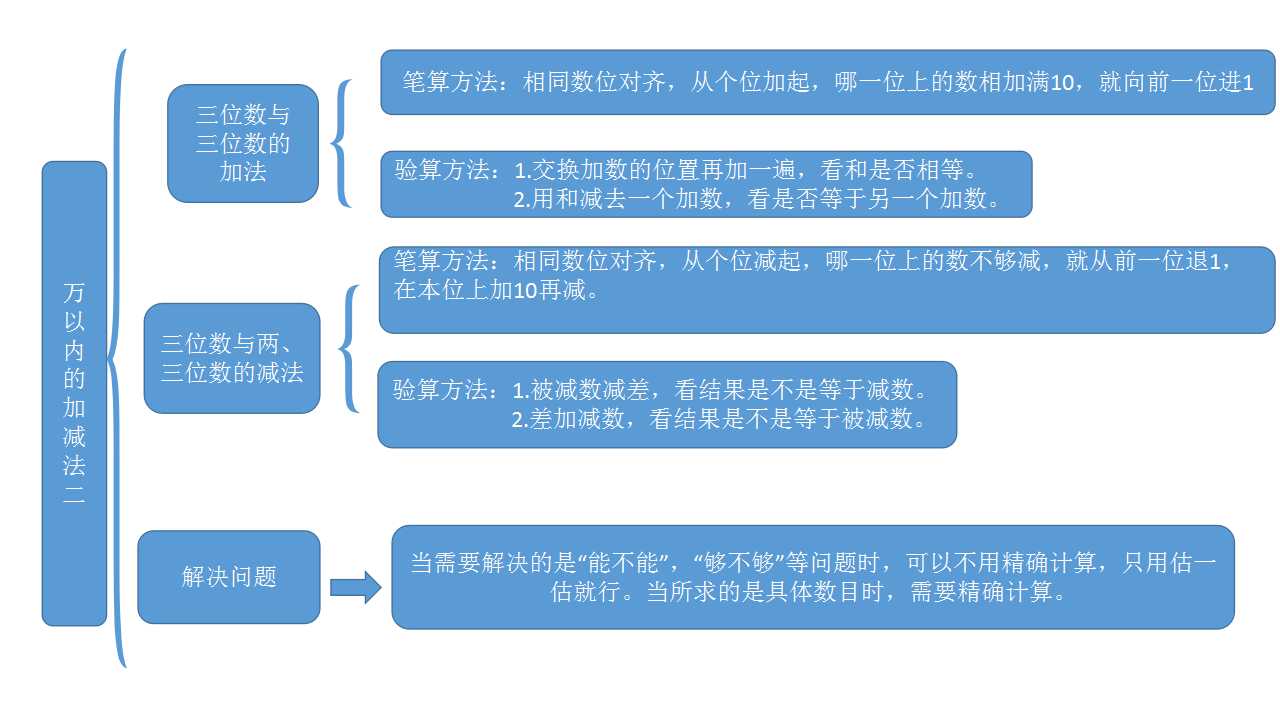 万以内的加减法二
三位数与
三位数的
加法
笔算方法：相同数位对齐，从个位加起，哪一位上的数相加满10，就向前一位进1
验算方法：1.交换加数的位置再加一遍，看和是否相等。
2.用和减去一个加数，看是否等于另一个加数。
三位数与两、
三位数的减法
笔算方法：相同数位对齐，从个位减起，哪一位上的数不够减，就从前一位退1，
在本位上加10再减。
验算方法：1.被减数减差，看结果是不是等于减数。
2.差加减数，看结果是不是等于被减数。
解决问题
当需要解决的是“能不能”，“够不够”等问题时，可以不用精确计算，只用估一
估就行。当所求的是具体数目时，需要精确计算。